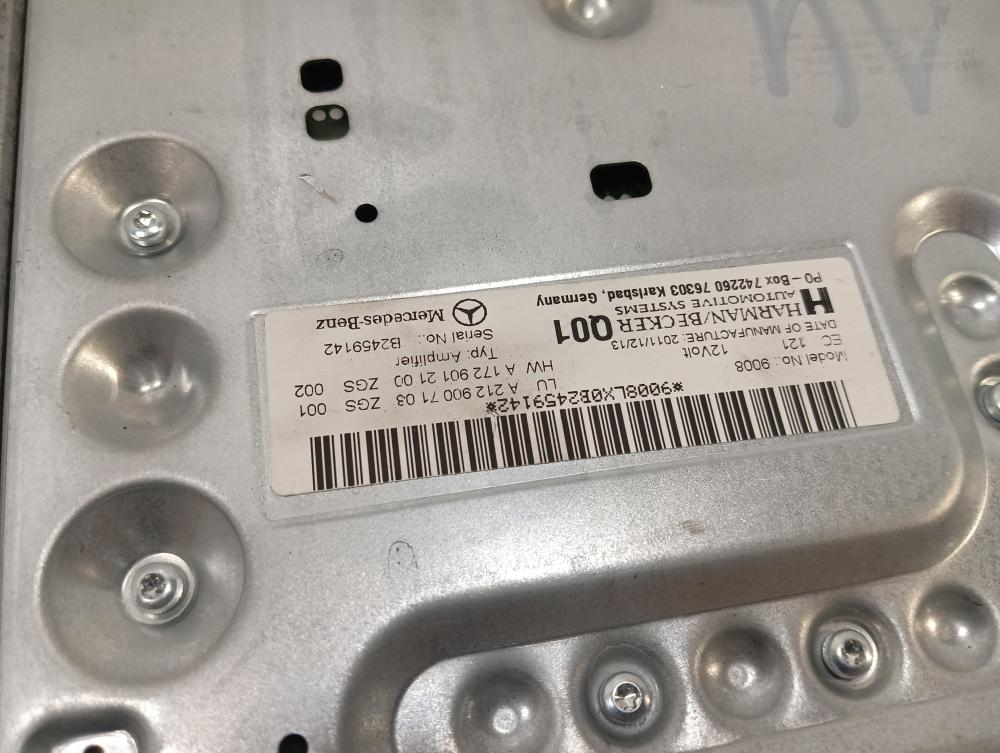 *9008LX0B2459142*
Model No.: 9008
12Volt
LU A 212 900 71 03 ZGS 001
EC 121
HW A 172 901 21 00 ZGS 002
DATE OF MANUFACTURE: 2011/12/13
Typ: Amplifier
HARMAN/BECKER
AUTOMOTIVE SYSTEMS
Q01
Serial No.: B2459142
PO-Box 742260 76303 Karlsbad, Germany
Mercedes-Benz